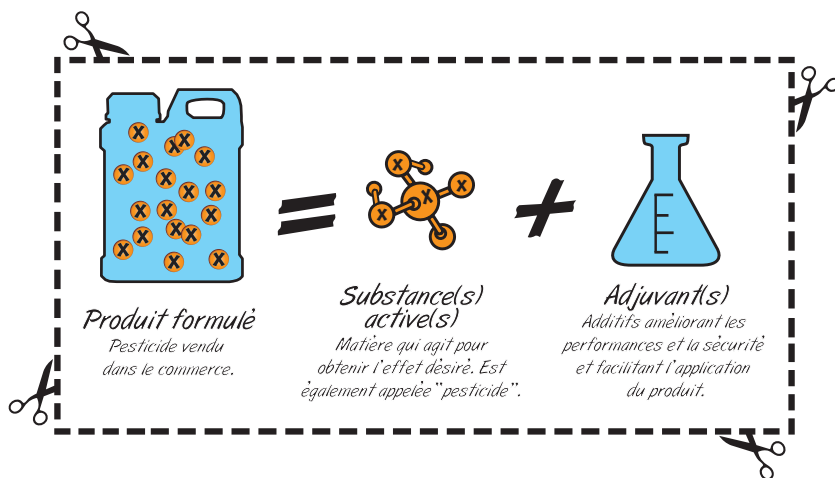 Produit formulé
Pesticide vendu
dans le commerce.
Substance(s)
active(s)
Matière qui agit pour
obtenir l'effet désiré. Est
également appelée "pesticide".
Adjuvant(s)
Additifs améliorant les
performances et la sécurité
et facilitant l'application
du produit.